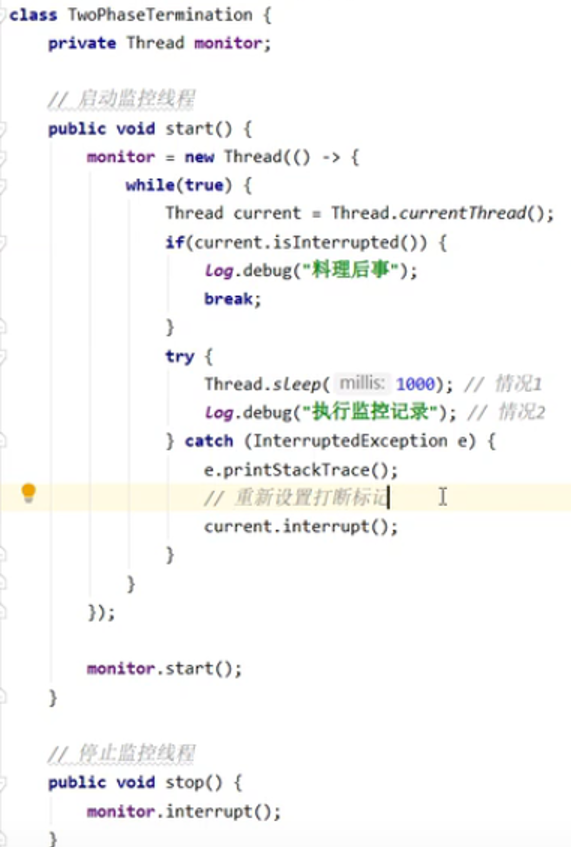 class TwoPhaseTermination {
private Thread monitor;
// 启动监控线程
public void start() {
monitor = new Thread(() -> {
while(true) {
Thread current = Thread.currentThread();
if(current.isInterrupted()) {
log.debug("料理后事");
break;
}
try {
Thread.sleep( millis: 1000); // 情况1
log.debug("执行监控记录"); // 情况2
} catch (InterruptedException e) {
e.printStackTrace();
// 重新设置打断标记
current.interrupt();
}
}
});
monitor.start();
}
// 停止监控线程
public void stop() {
monitor.interrupt();
}